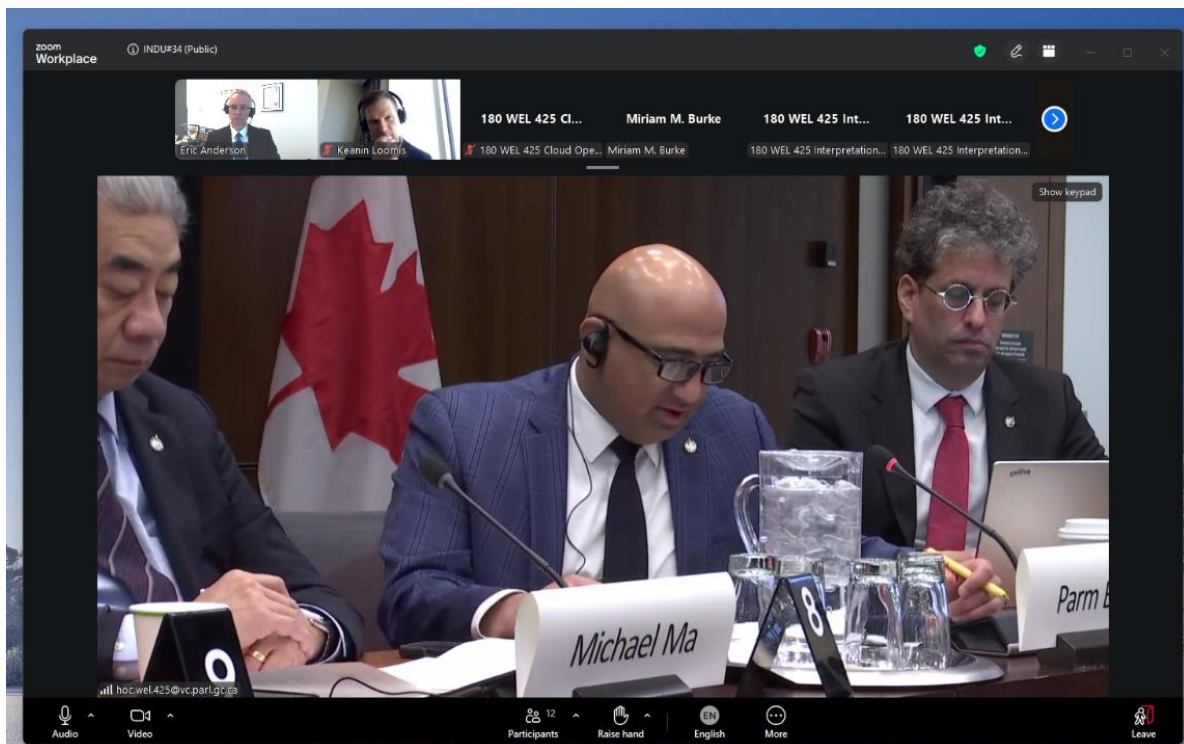 zoom
Workplace
INDU#34 (Public)
180 WEL 425 Cl...
Miriam M. Burke
180 WEL 425 Int...
180 WEL 425 Int...
Eric Anderson
Keanin Loomis
180 WEL 425 Cloud Ope...
Miriam M. Burke
180 WEL 425 Interpretation...
180 WEL 425 Interpretation...
Show keypad
Michael Ma
8
Parm
9
hoc.wel.425@vc.parl.gc.ca
Audio
Video
12
Participants
Raise hand
EN
English
More
Leave